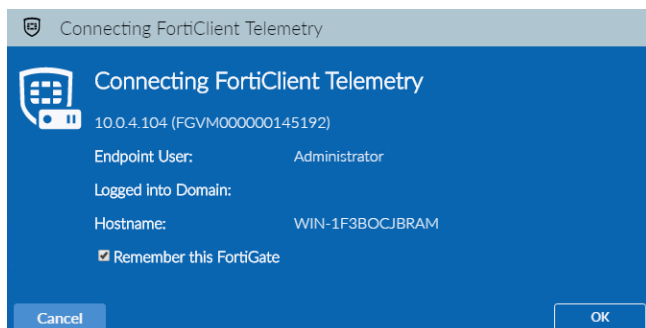 Connecting FortiClient Telemetry
Connecting FortiClient Telemetry
10.0.4.104 (FGVM000000145192)
Endpoint User: Administrator
Logged into Domain:
Hostname: WIN-1F3BOCJBRAM
Remember this FortiGate
Cancel OK